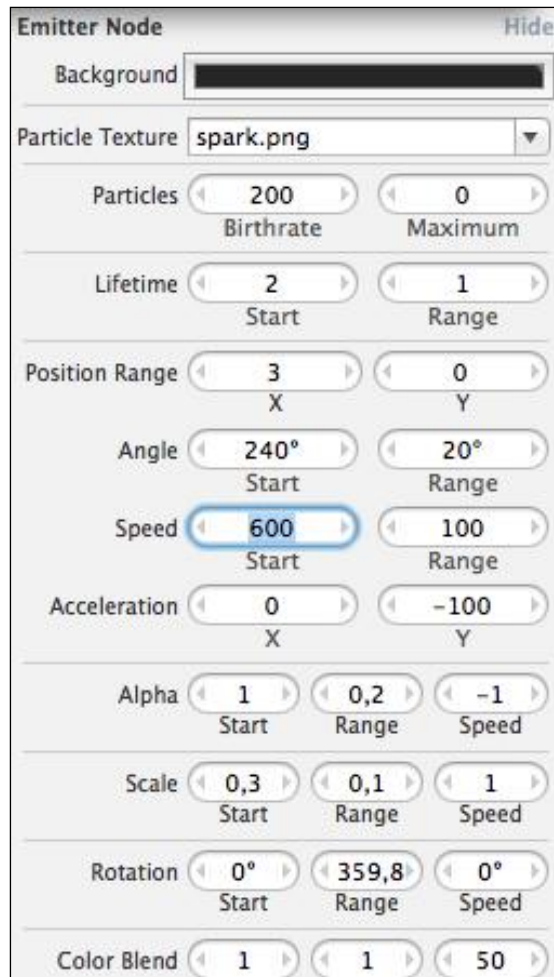 Emitter Node Hide
Background
Particle Texture spark.png
Particles 200 0
Birthrate Maximum
Lifetime 2 1
Start Range
Position Range 3 0
X Y
Angle 240° 20°
Start Range
Speed 600 100
Start Range
Acceleration 0 -100
X Y
Alpha 1 0,2 -1
Start Range Speed
Scale 0,3 0,1 1
Start Range Speed
Rotation 0° 359,8 0°
Start Range Speed
Color Blend 1 1 50